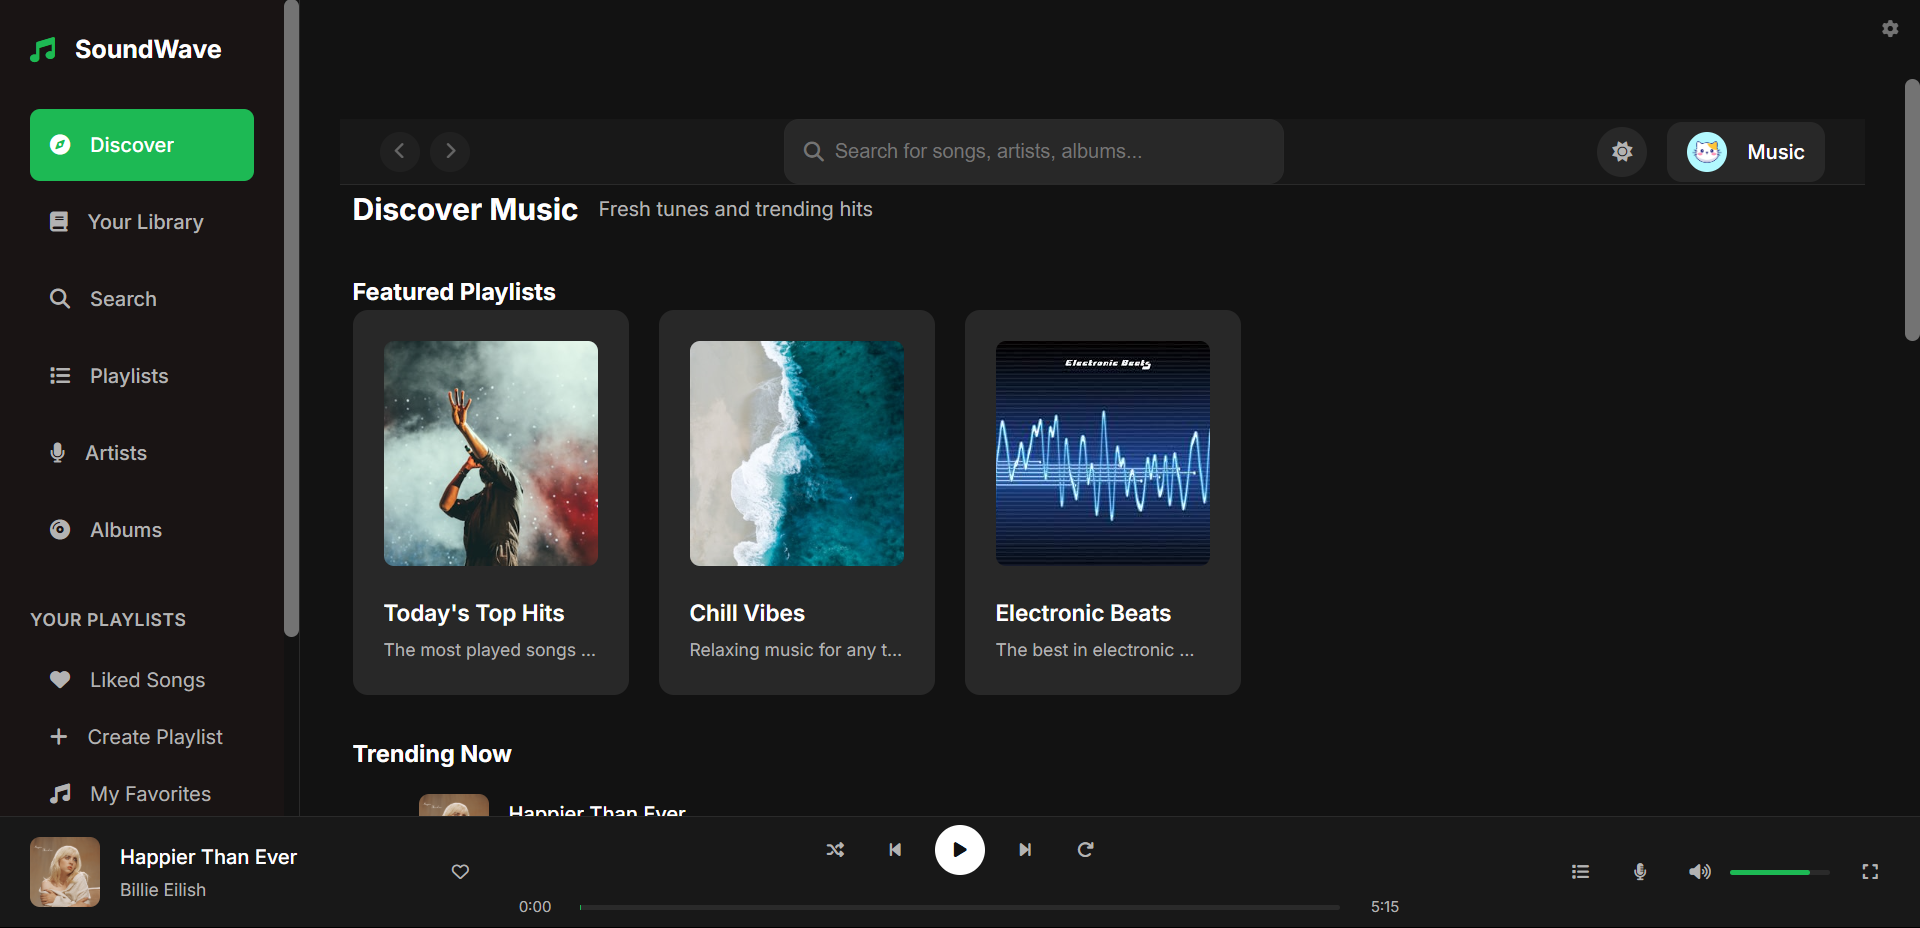 SoundWave
Discover
Your Library
Search
Playlists
Artists
Albums
YOUR PLAYLISTS
Liked Songs
Create Playlist
My Favorites
Search for songs, artists, albums...
Music
Discover Music Fresh tunes and trending hits
Featured Playlists
Electronic Beats
Today's Top Hits
The most played songs ...
Chill Vibes
Relaxing music for any t...
Electronic Beats
The best in electronic ...
Trending Now
Happier Than Ever
Happier Than Ever
Billie Eilish
0:00
5:15